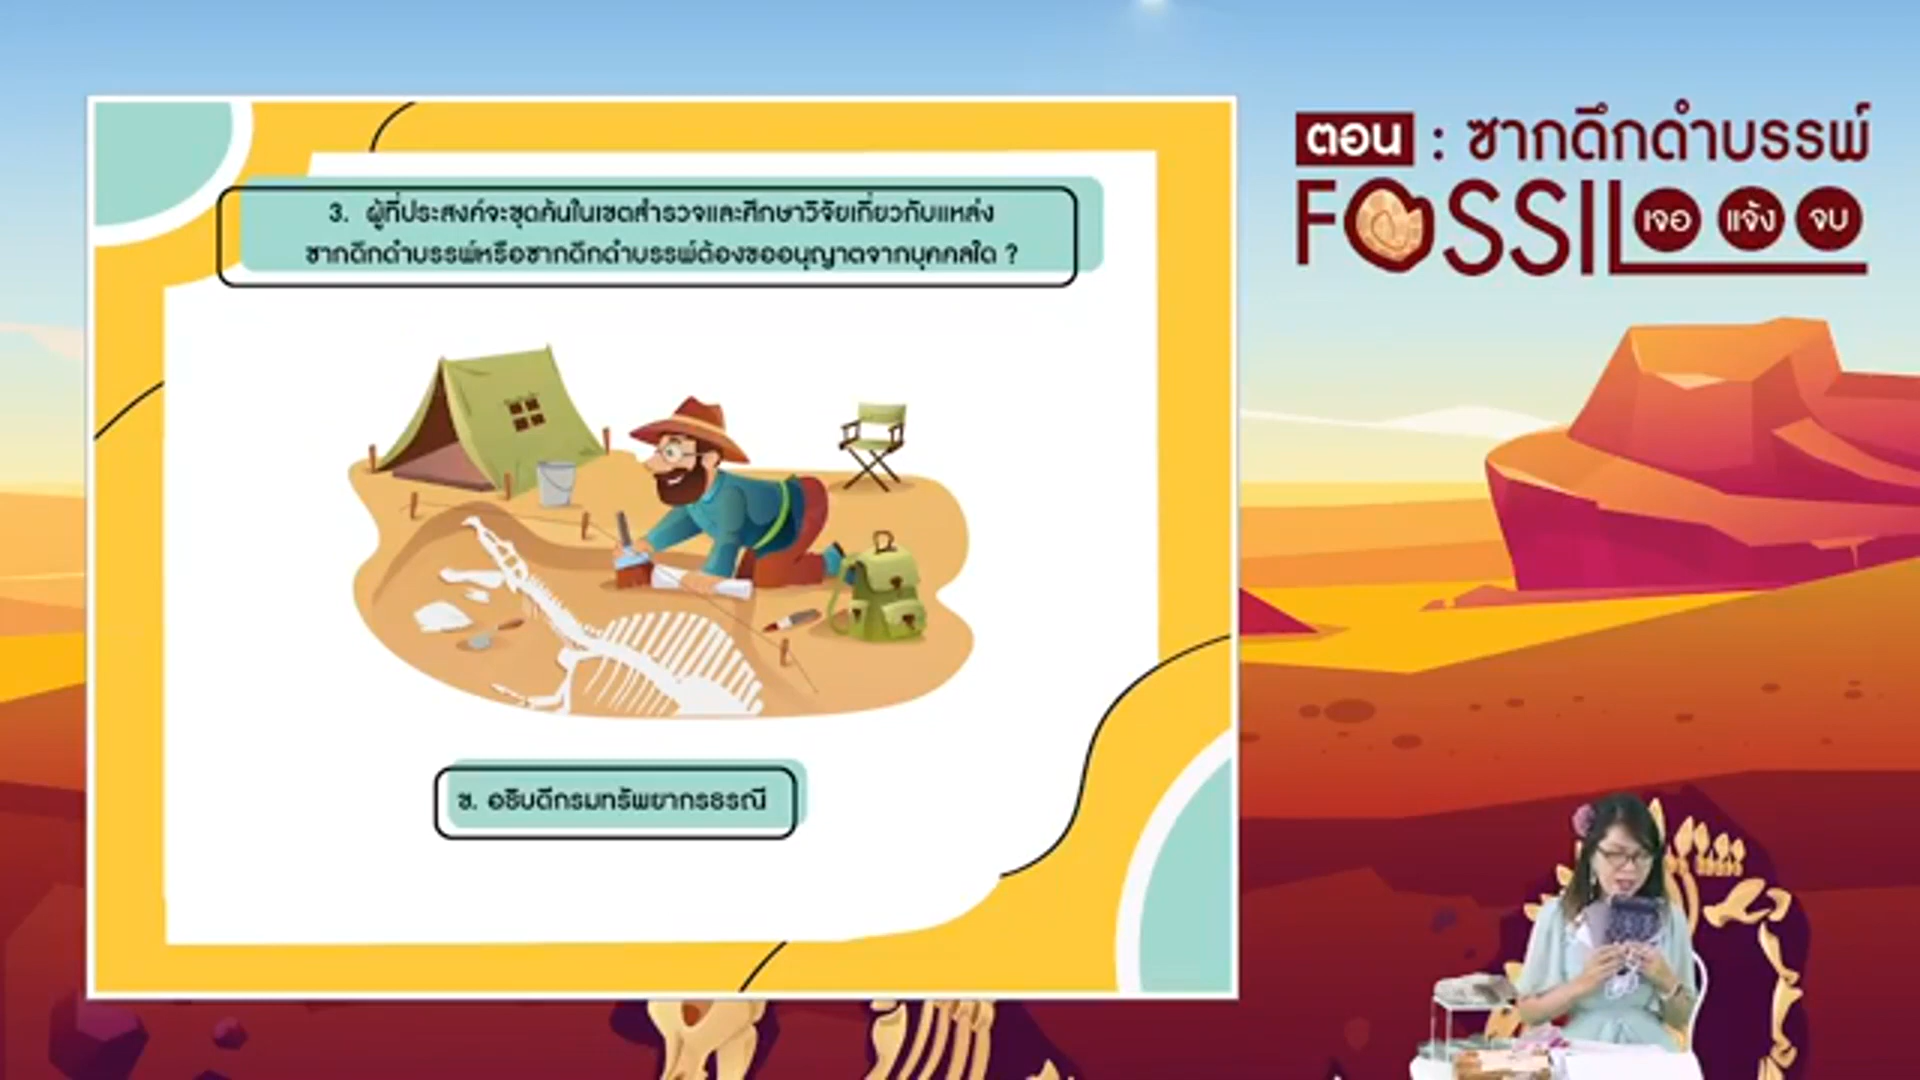 3. ผู้ที่ประสงค์จะขุดค้นในเขตสำรวจและศึกษาวิจัยเกี่ยวกับแหล่ง
ซากดึกดำบรรพ์หรือซากดึกดำบรรพ์ต้องขออนุญาตจากบุคคลใด ?
ข. อธิบดีกรมทรัพยากรธรณี
ตอน : ซากดึกดำบรรพ์
FOSSIL เจอ แจ้ง จบ